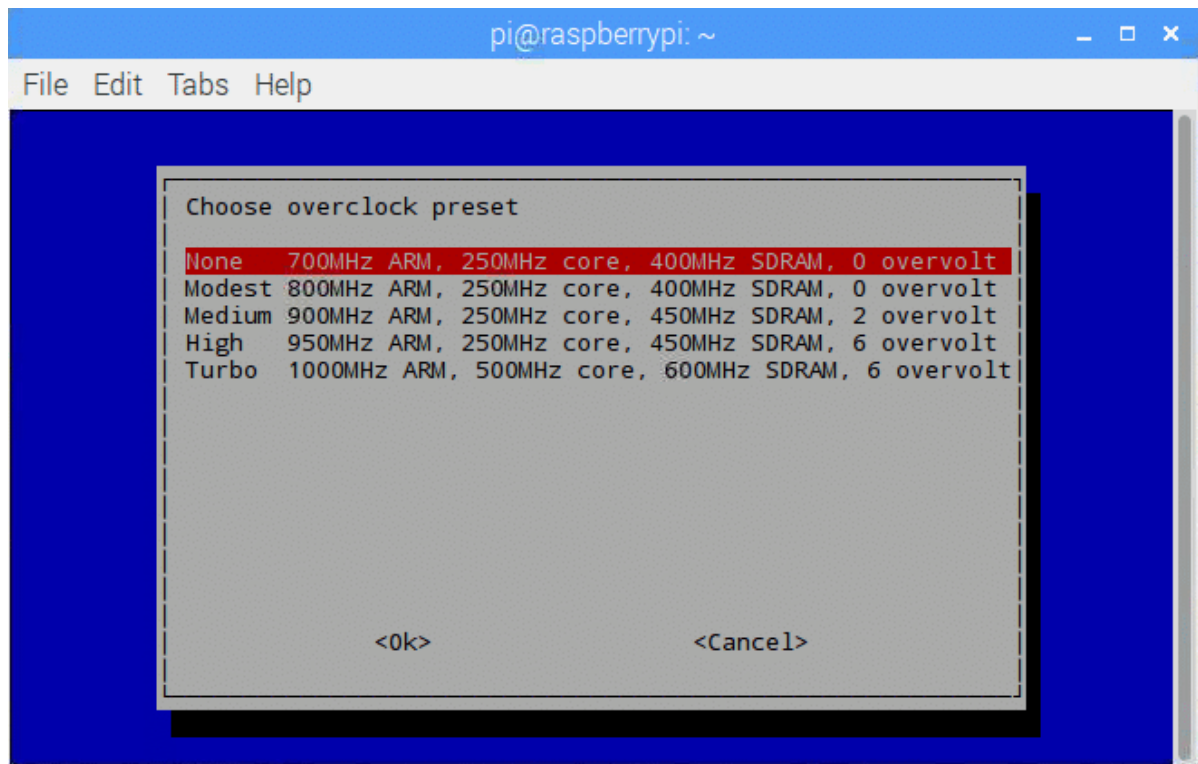 pi@raspberrypi: ~
File Edit Tabs Help
Choose overclock preset
None 700MHz ARM, 250MHz core, 400MHz SDRAM, 0 overvolt
Modest 800MHz ARM, 250MHz core, 400MHz SDRAM, 0 overvolt
Medium 900MHz ARM, 250MHz core, 450MHz SDRAM, 2 overvolt
High 950MHz ARM, 250MHz core, 450MHz SDRAM, 6 overvolt
Turbo 1000MHz ARM, 500MHz core, 600MHz SDRAM, 6 overvolt
<Ok> <Cancel>